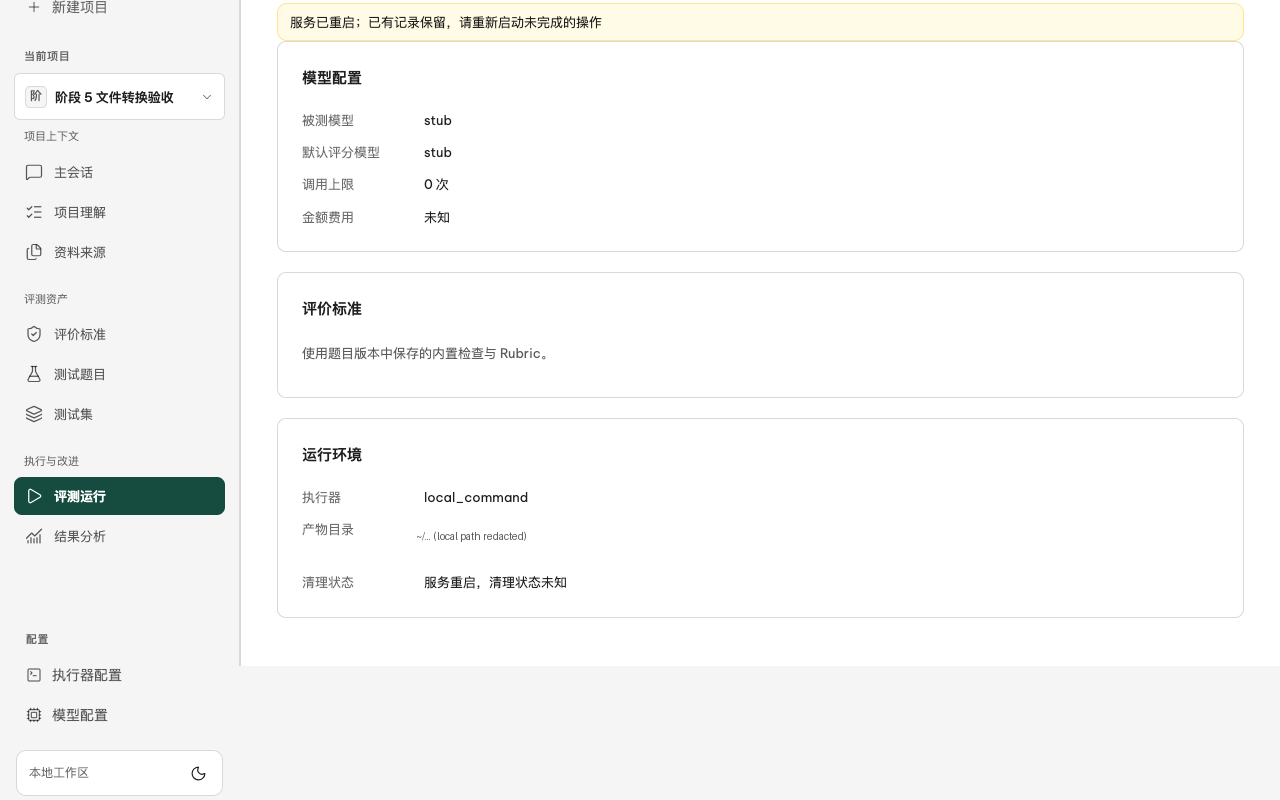 新建项目
当前项目
阶 阶段 5 文件转换验收
项目上下文
主会话
项目理解
资料来源
评测资产
评价标准
测试题目
测试集
执行与改进
评测运行
结果分析
配置
执行器配置
模型配置
本地工作区
服务已重启；已有记录保留，请重新启动未完成的操作
模型配置
被测模型 stub
默认评分模型 stub
调用上限 0 次
金额费用 未知
评价标准
使用题目版本中保存的内置检查与 Rubric。
运行环境
执行器 local_command
产物目录 ~/... (local path redacted)
清理状态 服务重启，清理状态未知